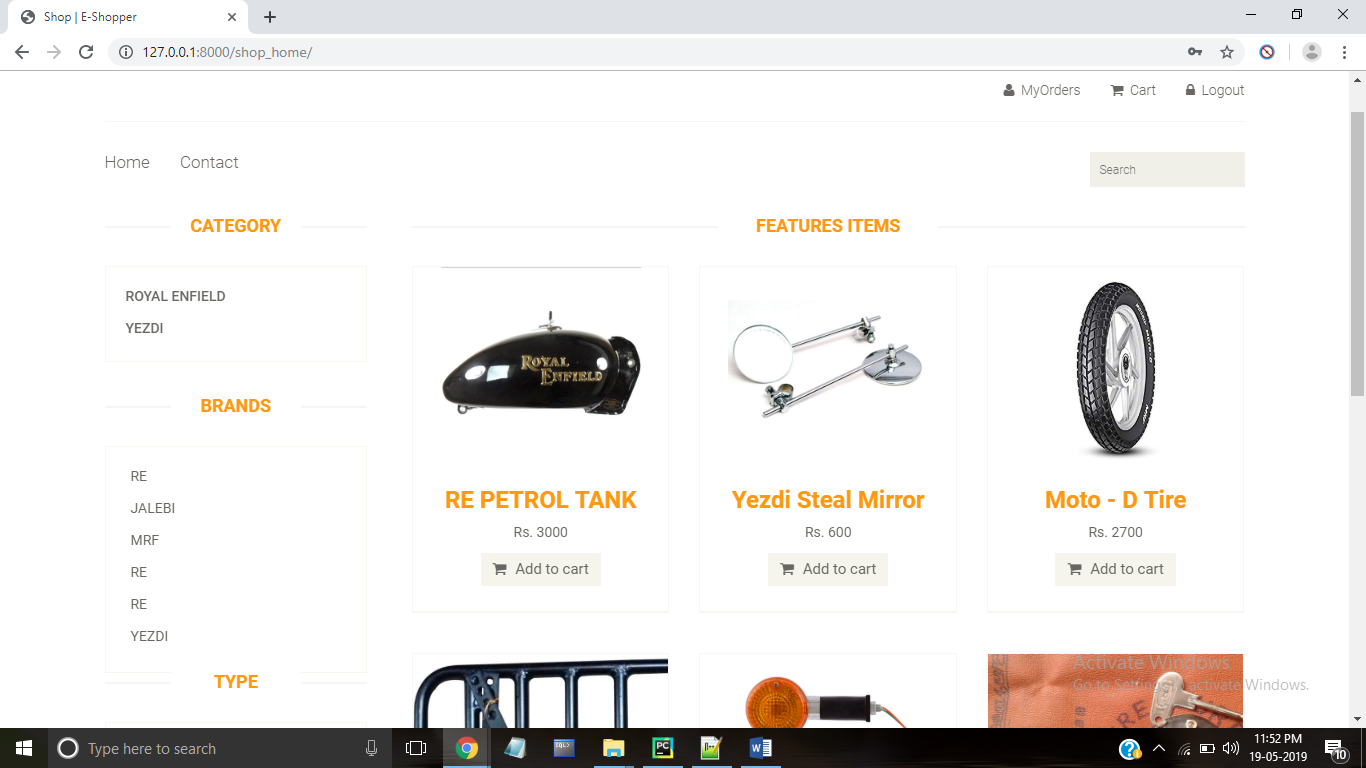 Shop | E-Shopper
127.0.0.1:8000/shop_home/
MyOrders
Cart
Logout
Home
Contact
Search
CATEGORY
ROYAL ENFIELD
YEZDI
BRANDS
RE
JALEBI
MRF
RE
RE
YEZDI
TYPE
FEATURES ITEMS
ROYAL
ENFIELD
RE PETROL TANK
Rs. 3000
Add to cart
Yezdi Steal Mirror
Rs. 600
Add to cart
Moto - D Tire
Rs. 2700
Add to cart
Activate Windows
Go to Settings to activate Windows.
Type here to search
11:52 PM
19-05-2019
10